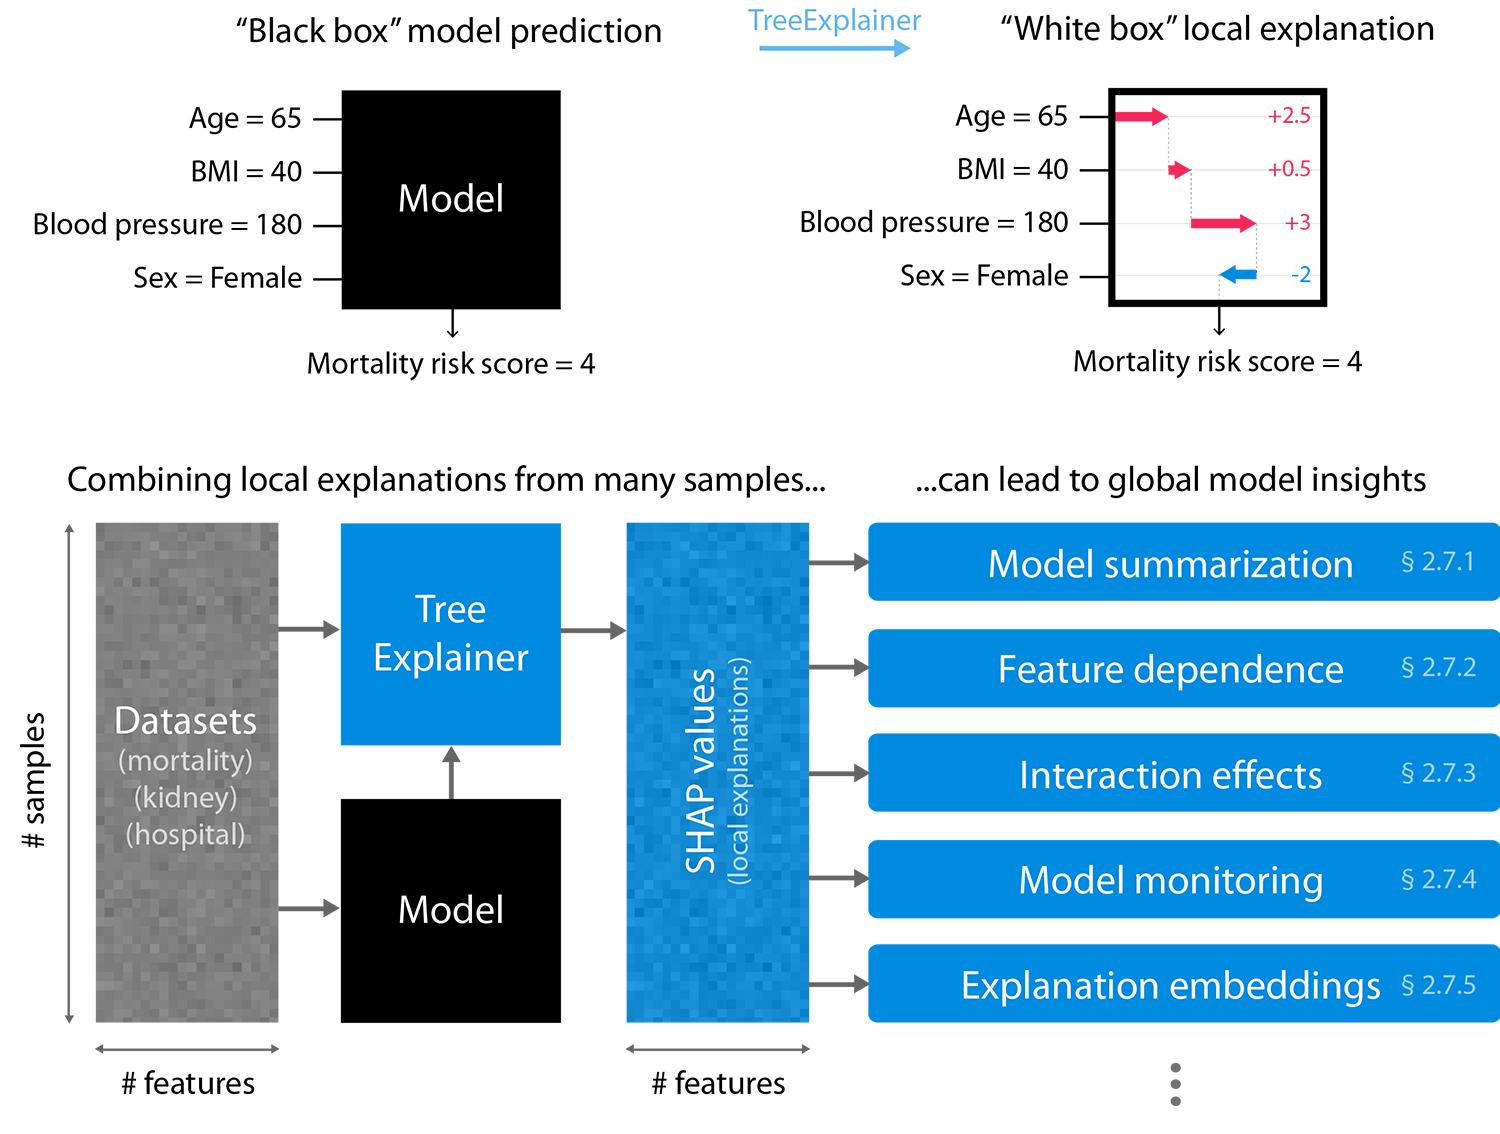 “Black box” model prediction
TreeExplainer
“White box” local explanation
Age = 65
BMI = 40
Blood pressure = 180
Sex = Female
Model
Mortality risk score = 4
Age = 65
BMI = 40
Blood pressure = 180
Sex = Female
+2.5
+0.5
+3
-2
Mortality risk score = 4
Combining local explanations from many samples...
...can lead to global model insights
# samples
Datasets
(mortality)
(kidney)
(hospital)
# features
Tree
Explainer
Model
SHAP values
(local explanations)
# features
Model summarization § 2.7.1
Feature dependence § 2.7.2
Interaction effects § 2.7.3
Model monitoring § 2.7.4
Explanation embeddings § 2.7.5